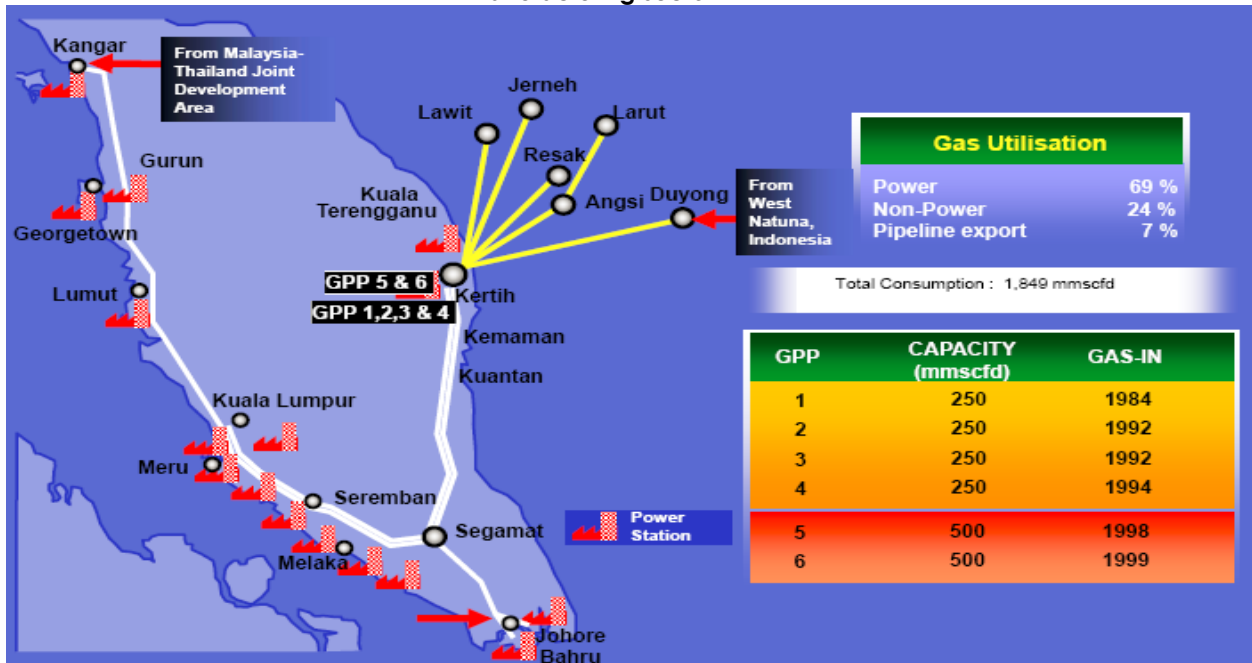 Kangar
From Malaysia-
Thailand Joint
Development
Area
Jerneh
Lawit
Larut
Gurun
Resak
Kuala
Terengganu
Angsi
Duyong
From
West
Natuna,
Indonesia
Georgetown
Lumut
GPP 5 & 6
Kertih
GPP 1,2,3 & 4
Kemaman
Kuantan
Kuala Lumpur
Meru
Seremban
Segamat
Melaka
Johore
Bahru
Power
Station
Gas Utilisation
Power 69 %
Non-Power 24 %
Pipeline export 7 %
Total Consumption : 1,849 mmscfd
GPP CAPACITY (mmscfd) GAS-IN
1 250 1984
2 250 1992
3 250 1992
4 250 1994
5 500 1998
6 500 1999